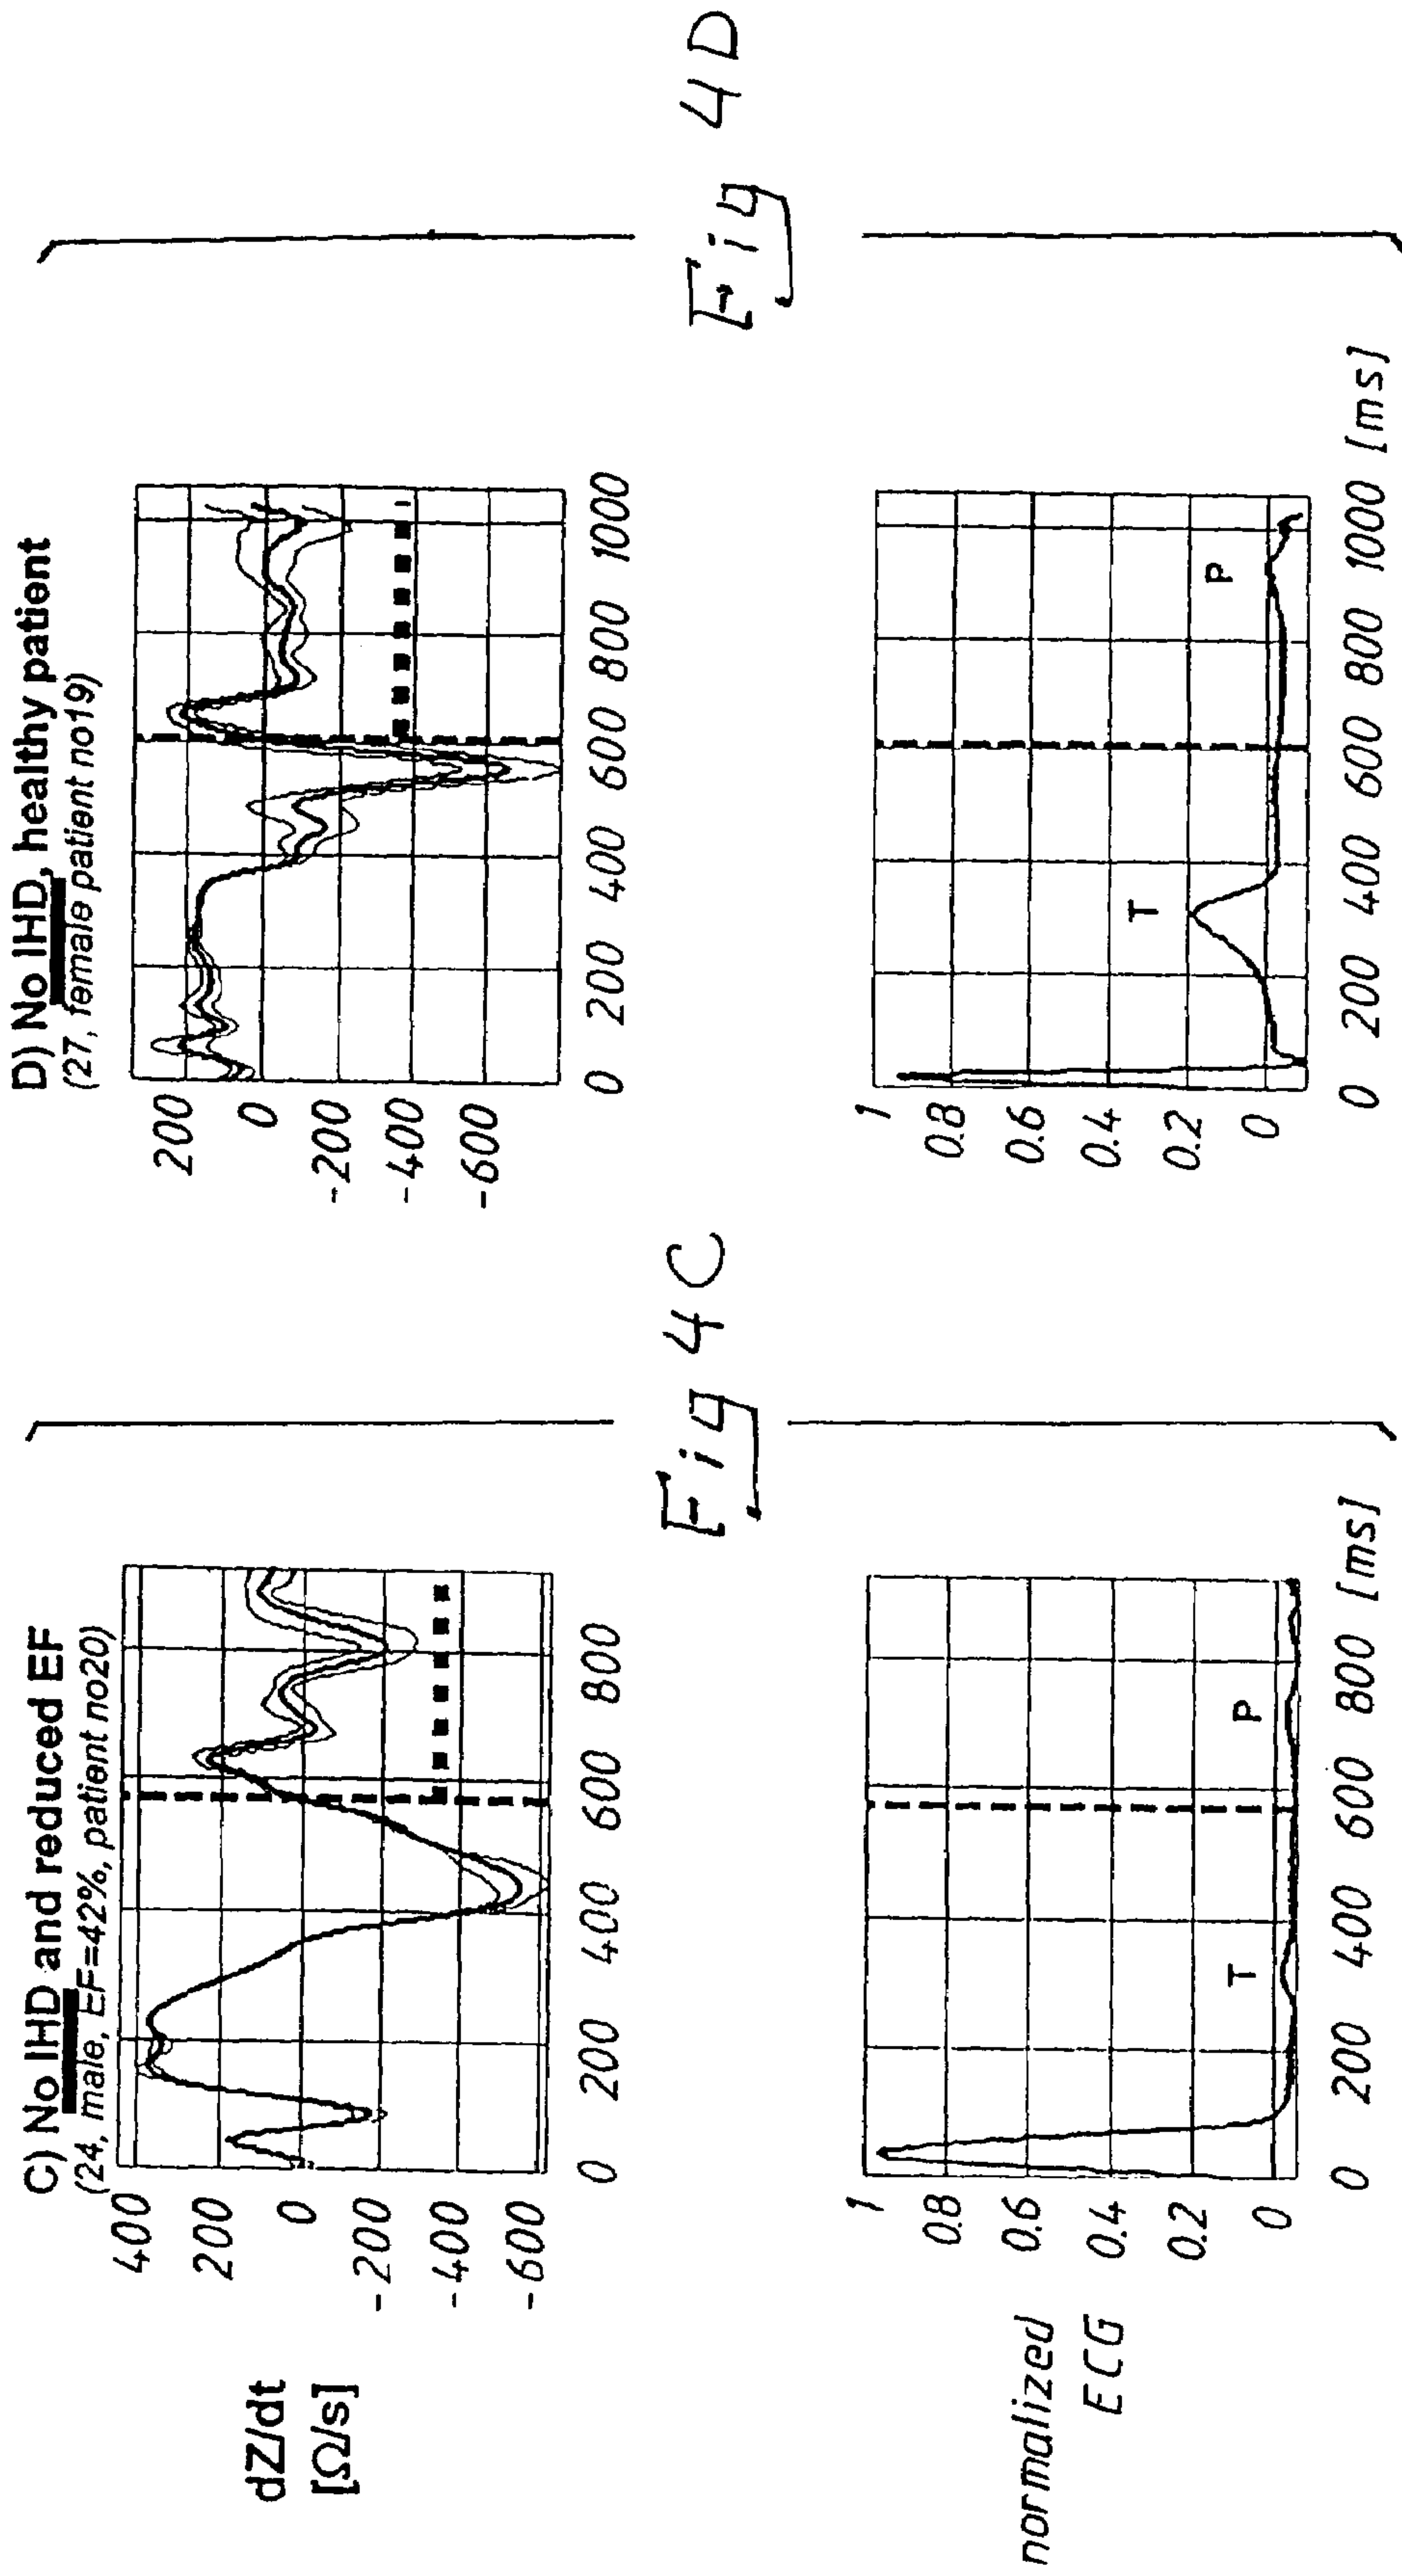 C) No IHD and reduced EF
(24, male, EF=42%, patient no20)
dZ/dt
[Ω/s]
400
200
0
-200
-400
-600
0 200 400 600 800
Fig 4C
normalized
ECG
1
0.8
0.6
0.4
0.2
0
T
P
0 200 400 600 800 [ms]
D) No IHD, healthy patient
(27, female patient no19)
200
0
-200
-400
-600
0 200 400 600 800 1000
Fig 4D
1
0.8
0.6
0.4
0.2
0
T
P
0 200 400 600 800 1000 [ms]